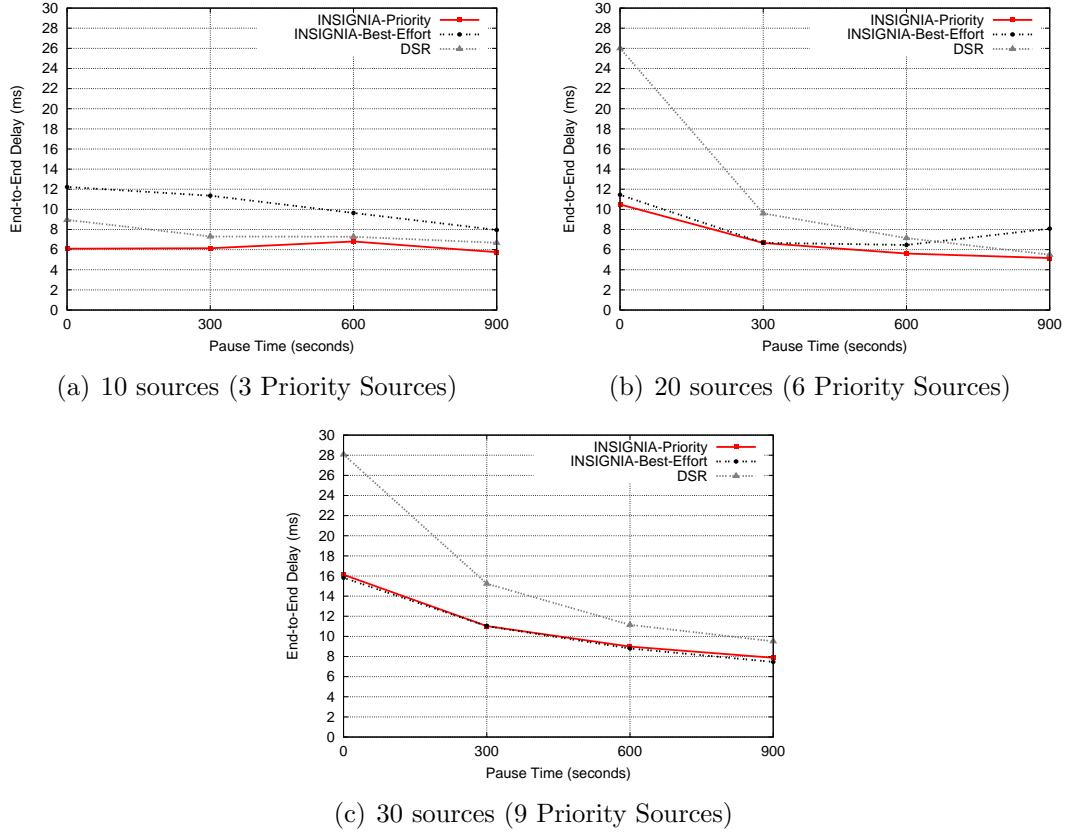 INSIGNIA-Priority
INSIGNIA-Best-Effort
DSR
30
28
26
24
22
20
18
16
14
12
10
8
6
4
2
0
End-to-End Delay (ms)
0 300 600 900
Pause Time (seconds)
(a) 10 sources (3 Priority Sources)
INSIGNIA-Priority
INSIGNIA-Best-Effort
DSR
30
28
26
24
22
20
18
16
14
12
10
8
6
4
2
0
End-to-End Delay (ms)
0 300 600 900
Pause Time (seconds)
(b) 20 sources (6 Priority Sources)
INSIGNIA-Priority
INSIGNIA-Best-Effort
DSR
30
28
26
24
22
20
18
16
14
12
10
8
6
4
2
0
End-to-End Delay (ms)
0 300 600 900
Pause Time (seconds)
(c) 30 sources (9 Priority Sources)